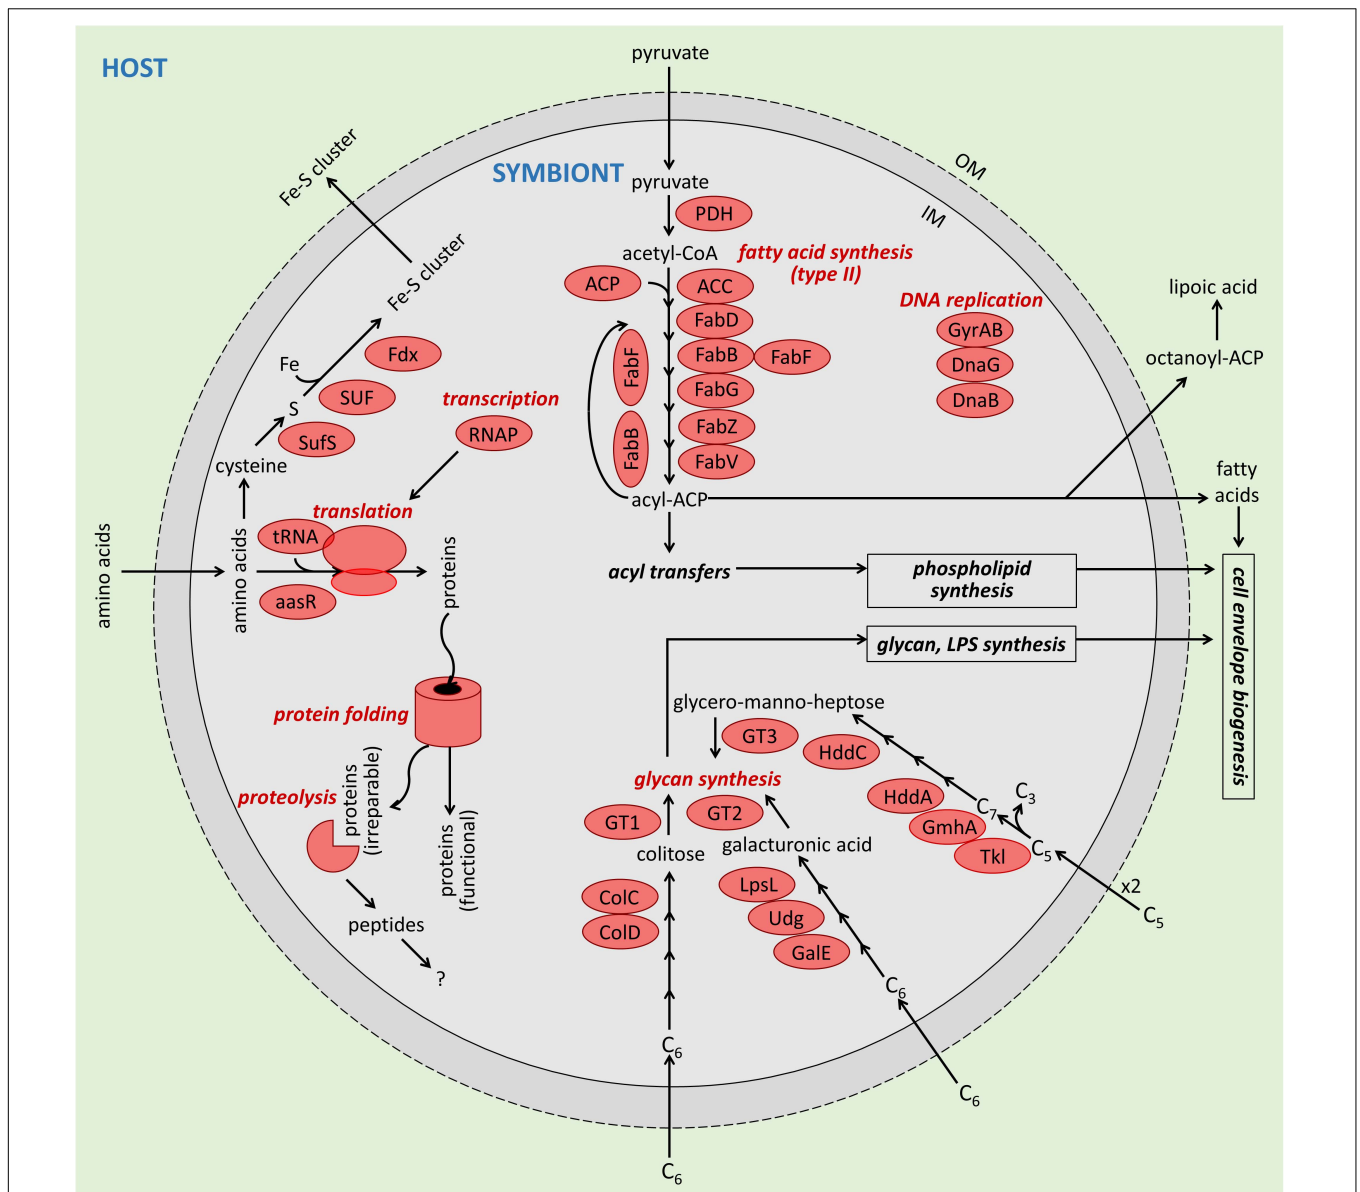 HOST
pyruvate
OM
IM
SYMBIONT
pyruvate
PDH
acetyl-CoA
fatty acid synthesis
(type II)
ACP
ACC
FabD
FabB
FabF
FabG
FabZ
FabV
FabF
FabB
acyl-ACP
DNA replication
GyrAB
DnaG
DnaB
lipoic acid
octanoyl-ACP
fatty
acids
Fe-S cluster
Fe-S cluster
Fdx
Fe
SUF
S
SufS
cysteine
transcription
RNAP
translation
tRNA
aasR
amino acids
amino acids
proteins
acyl transfers
phospholipid
synthesis
glycan, LPS synthesis
cell envelope biogenesis
protein folding
proteolysis
proteins
(irreparable)
proteins
(functional)
peptides
?
glycero-manno-heptose
GT3
HddC
glycan synthesis
HddA
C7
C3
GmhA
Tkl
C5
x2
C5
GT1
GT2
colitose
galacturonic acid
ColC
ColD
LpsL
Udg
GalE
C6
C6
C6
C6